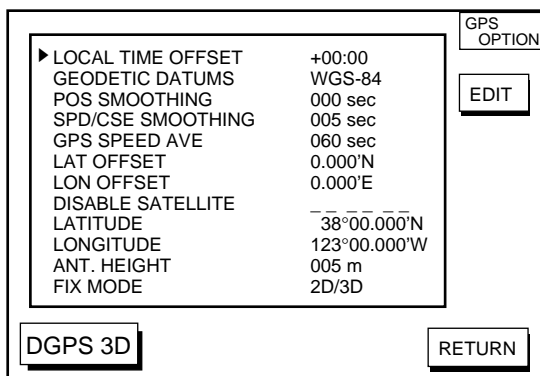 GPS
OPTION
LOCAL TIME OFFSET +00:00
GEODETIC DATUMS WGS-84
EDIT
POS SMOOTHING 000 sec
SPD/CSE SMOOTHING 005 sec
GPS SPEED AVE 060 sec
LAT OFFSET 0.000'N
LON OFFSET 0.000'E
DISABLE SATELLITE _ _ _ _ _ _
LATITUDE 38°00.000'N
LONGITUDE 123°00.000'W
ANT. HEIGHT 005 m
FIX MODE 2D/3D
DGPS 3D
RETURN